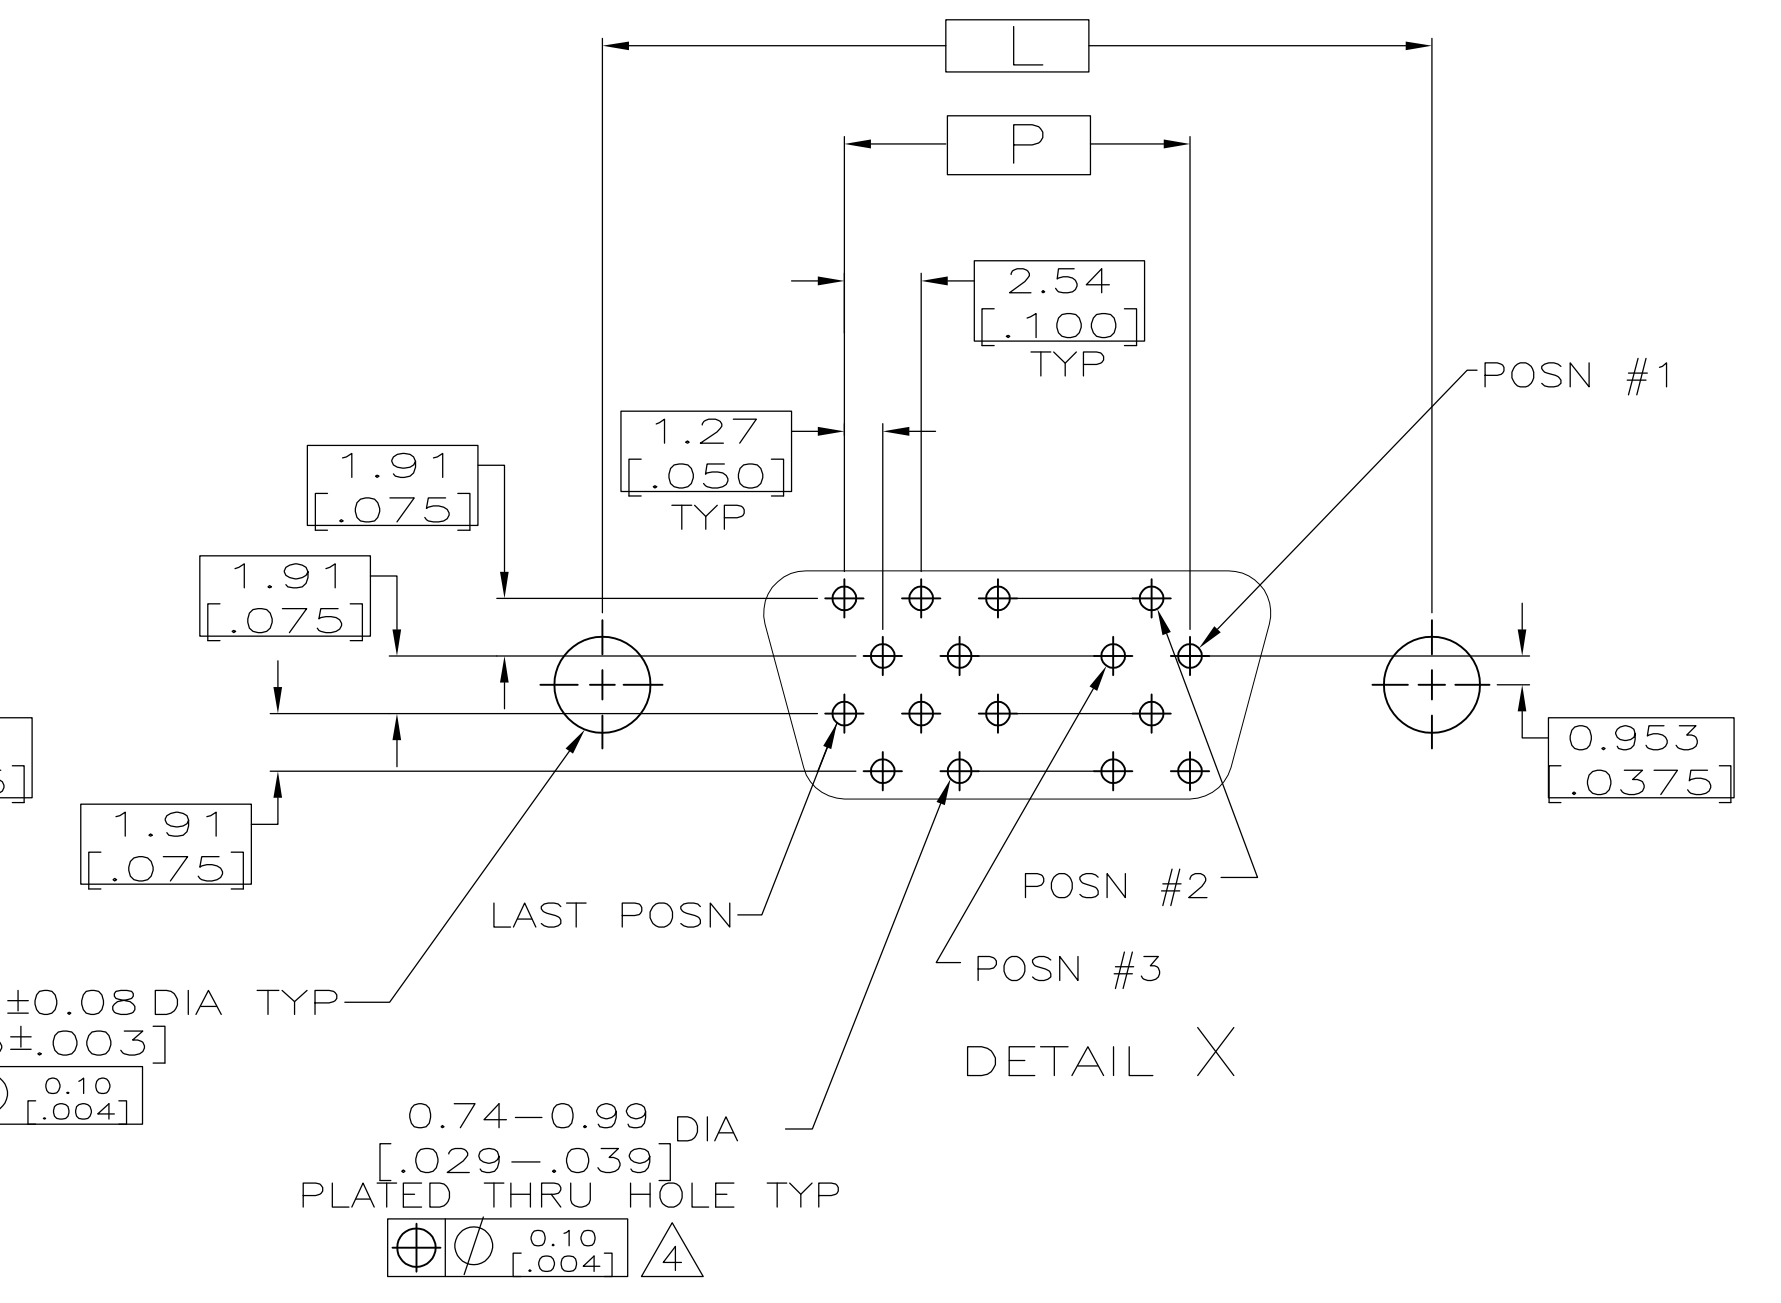 L
P
2.54
[.100]
TYP
POSN #1
1.27
[.050]
TYP
1.91
[.075]
1.91
[.075]
0.953
[.0375]
1.91
[.075]
POSN #2
LAST POSN
POSN #3
±0.08 DIA TYP
±.003]
0.10
[.004]
DETAIL X
0.74-0.99 DIA
[.029-.039]
PLATED THRU HOLE TYP
⌖ ⌀ 0.10
[.004]
4